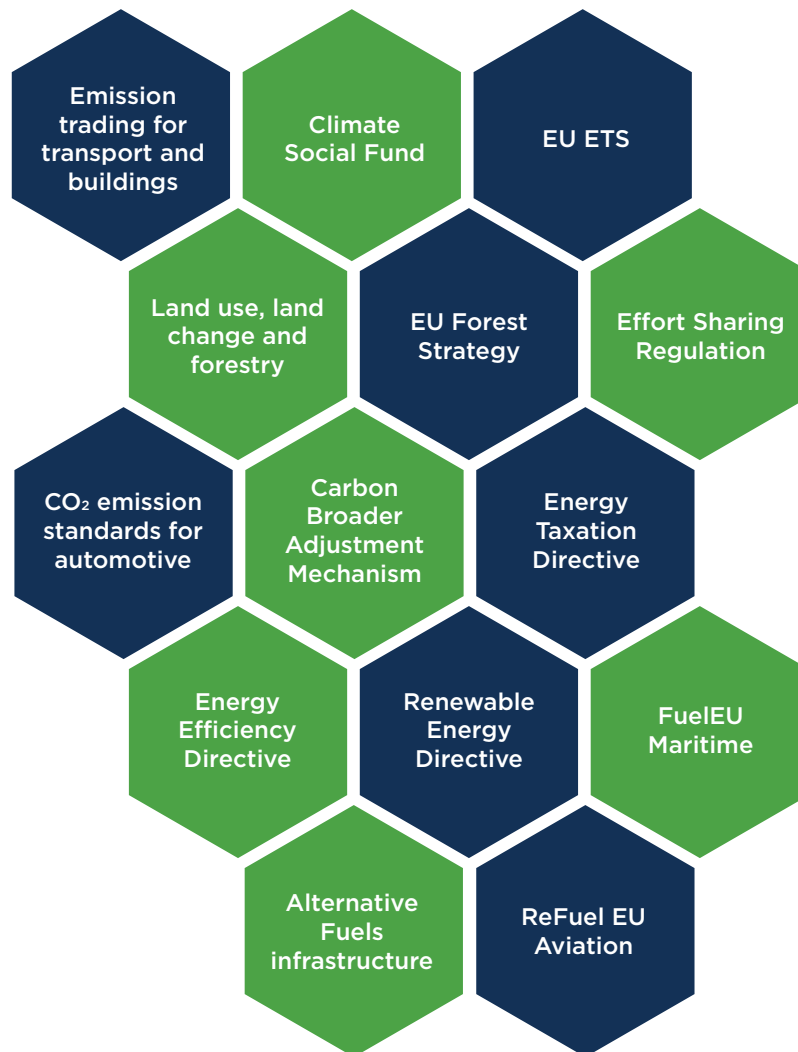 Emission
trading for
transport and
buildings
Climate
Social Fund
EU ETS
Land use, land
change and
forestry
EU Forest
Strategy
Effort Sharing
Regulation
CO₂ emission
standards for
automotive
Carbon
Broader
Adjustment
Mechanism
Energy
Taxation
Directive
Energy
Efficiency
Directive
Renewable
Energy
Directive
FuelEU
Maritime
Alternative
Fuels
infrastructure
ReFuel EU
Aviation